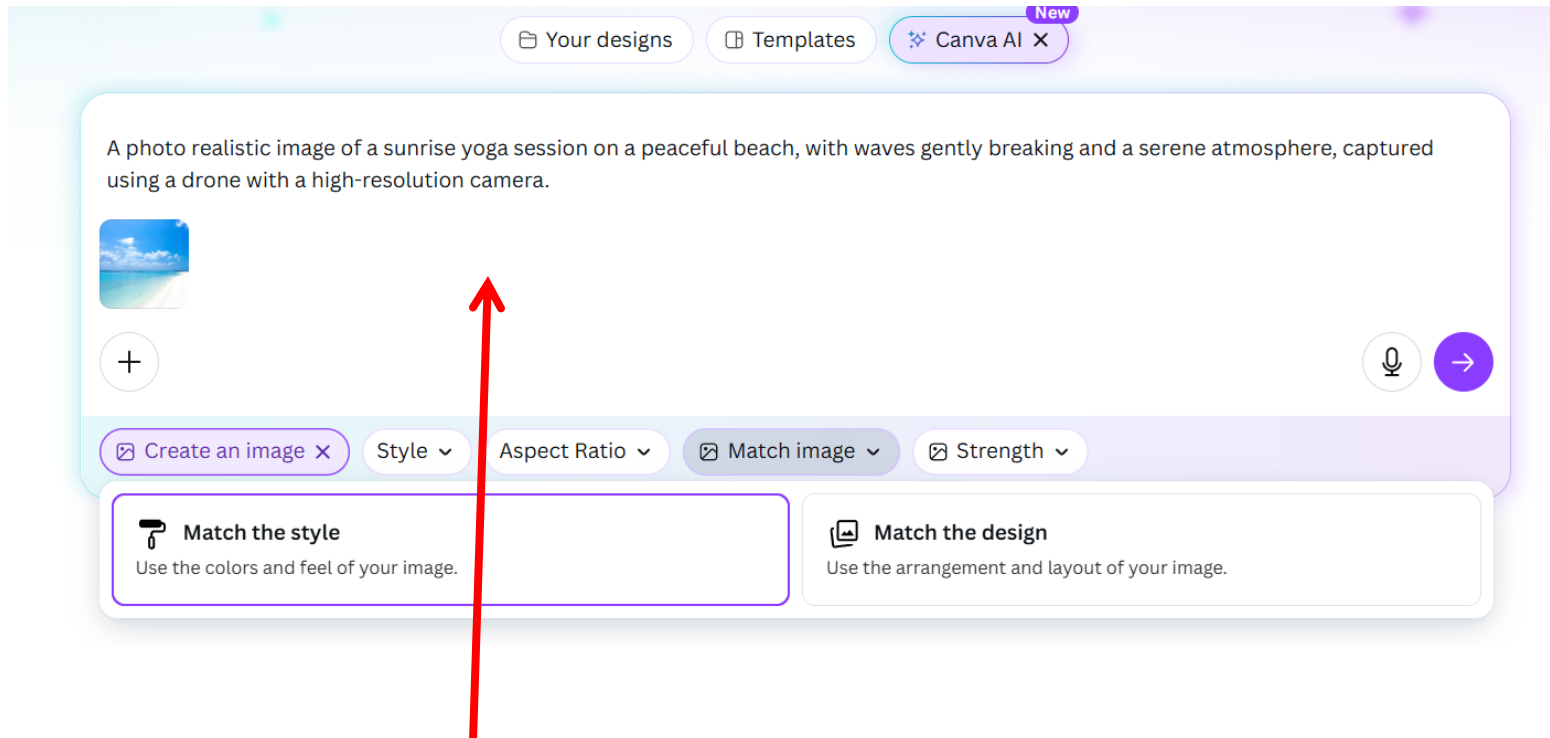 New
Your designs
Templates
Canva AI
A photo realistic image of a sunrise yoga session on a peaceful beach, with waves gently breaking and a serene atmosphere, captured
using a drone with a high-resolution camera.
Create an image
Style
Aspect Ratio
Match image
Strength
Match the style
Use the colors and feel of your image.
Match the design
Use the arrangement and layout of your image.